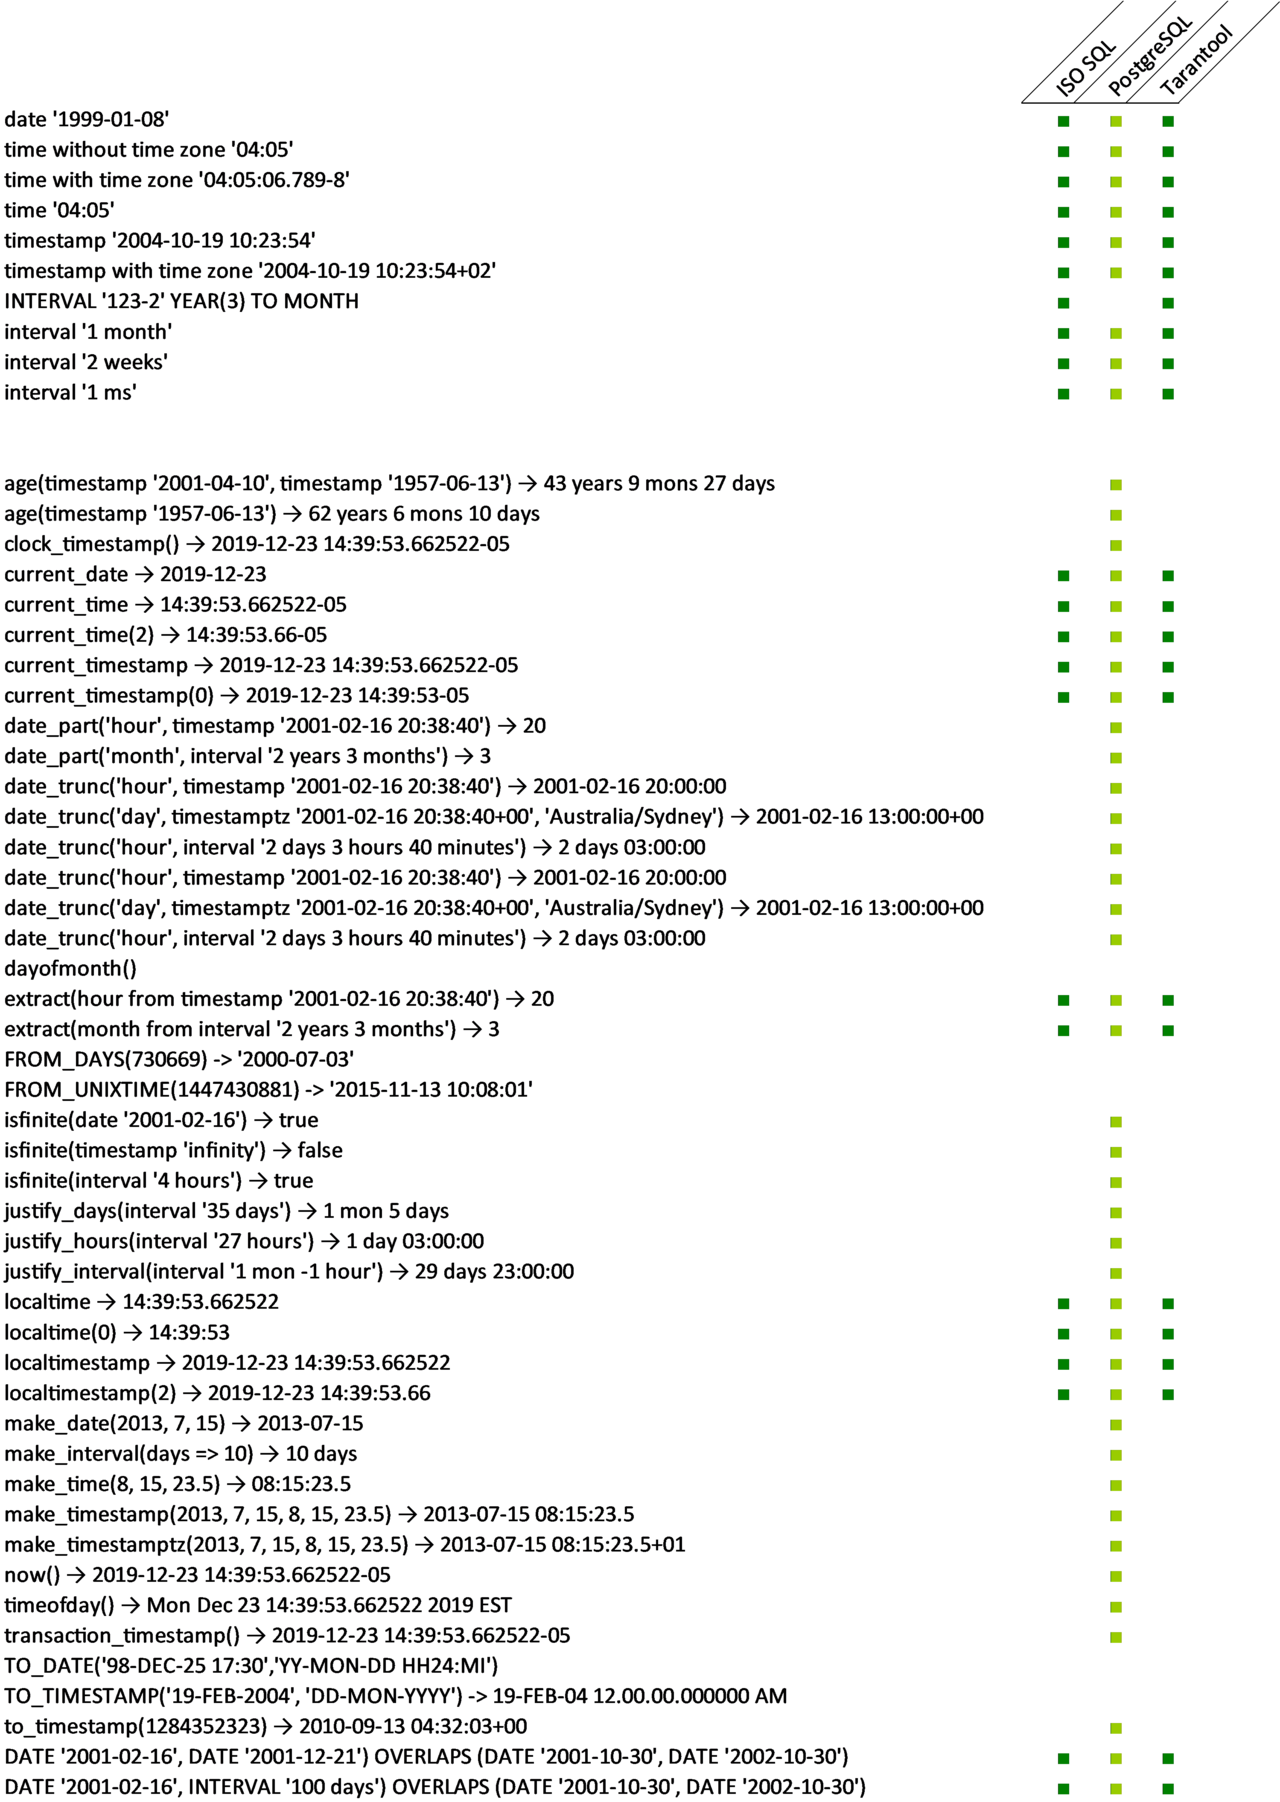 ISO SQL
PostgreSQL
Tarantool
date '1999-01-08'
time without time zone '04:05'
time with time zone '04:05:06.789-8'
time '04:05'
timestamp '2004-10-19 10:23:54'
timestamp with time zone '2004-10-19 10:23:54+02'
INTERVAL '123-2' YEAR(3) TO MONTH
interval '1 month'
interval '2 weeks'
interval '1 ms'
age(timestamp '2001-04-10', timestamp '1957-06-13') → 43 years 9 mons 27 days
age(timestamp '1957-06-13') → 62 years 6 mons 10 days
clock_timestamp() → 2019-12-23 14:39:53.662522-05
current_date → 2019-12-23
current_time → 14:39:53.662522-05
current_time(2) → 14:39:53.66-05
current_timestamp → 2019-12-23 14:39:53.662522-05
current_timestamp(0) → 2019-12-23 14:39:53-05
date_part('hour', timestamp '2001-02-16 20:38:40') → 20
date_part('month', interval '2 years 3 months') → 3
date_trunc('hour', timestamp '2001-02-16 20:38:40') → 2001-02-16 20:00:00
date_trunc('day', timestamptz '2001-02-16 20:38:40+00', 'Australia/Sydney') → 2001-02-16 13:00:00+00
date_trunc('hour', interval '2 days 3 hours 40 minutes') → 2 days 03:00:00
date_trunc('hour', timestamp '2001-02-16 20:38:40') → 2001-02-16 20:00:00
date_trunc('day', timestamptz '2001-02-16 20:38:40+00', 'Australia/Sydney') → 2001-02-16 13:00:00+00
date_trunc('hour', interval '2 days 3 hours 40 minutes') → 2 days 03:00:00
dayofmonth()
extract(hour from timestamp '2001-02-16 20:38:40') → 20
extract(month from interval '2 years 3 months') → 3
FROM_DAYS(730669) -> '2000-07-03'
FROM_UNIXTIME(1447430881) -> '2015-11-13 10:08:01'
isfinite(date '2001-02-16') → true
isfinite(timestamp 'infinity') → false
isfinite(interval '4 hours') → true
justify_days(interval '35 days') → 1 mon 5 days
justify_hours(interval '27 hours') → 1 day 03:00:00
justify_interval(interval '1 mon -1 hour') → 29 days 23:00:00
localtime → 14:39:53.662522
localtime(0) → 14:39:53
localtimestamp → 2019-12-23 14:39:53.662522
localtimestamp(2) → 2019-12-23 14:39:53.66
make_date(2013, 7, 15) → 2013-07-15
make_interval(days => 10) → 10 days
make_time(8, 15, 23.5) → 08:15:23.5
make_timestamp(2013, 7, 15, 8, 15, 23.5) → 2013-07-15 08:15:23.5
make_timestamptz(2013, 7, 15, 8, 15, 23.5) → 2013-07-15 08:15:23.5+01
now() → 2019-12-23 14:39:53.662522-05
timeofday() → Mon Dec 23 14:39:53.662522 2019 EST
transaction_timestamp() → 2019-12-23 14:39:53.662522-05
TO_DATE('98-DEC-25 17:30','YY-MON-DD HH24:MI')
TO_TIMESTAMP('19-FEB-2004', 'DD-MON-YYYY') -> 19-FEB-04 12.00.00.000000 AM
to_timestamp(1284352323) → 2010-09-13 04:32:03+00
DATE '2001-02-16', DATE '2001-12-21') OVERLAPS (DATE '2001-10-30', DATE '2002-10-30')
DATE '2001-02-16', INTERVAL '100 days') OVERLAPS (DATE '2001-10-30', DATE '2002-10-30')